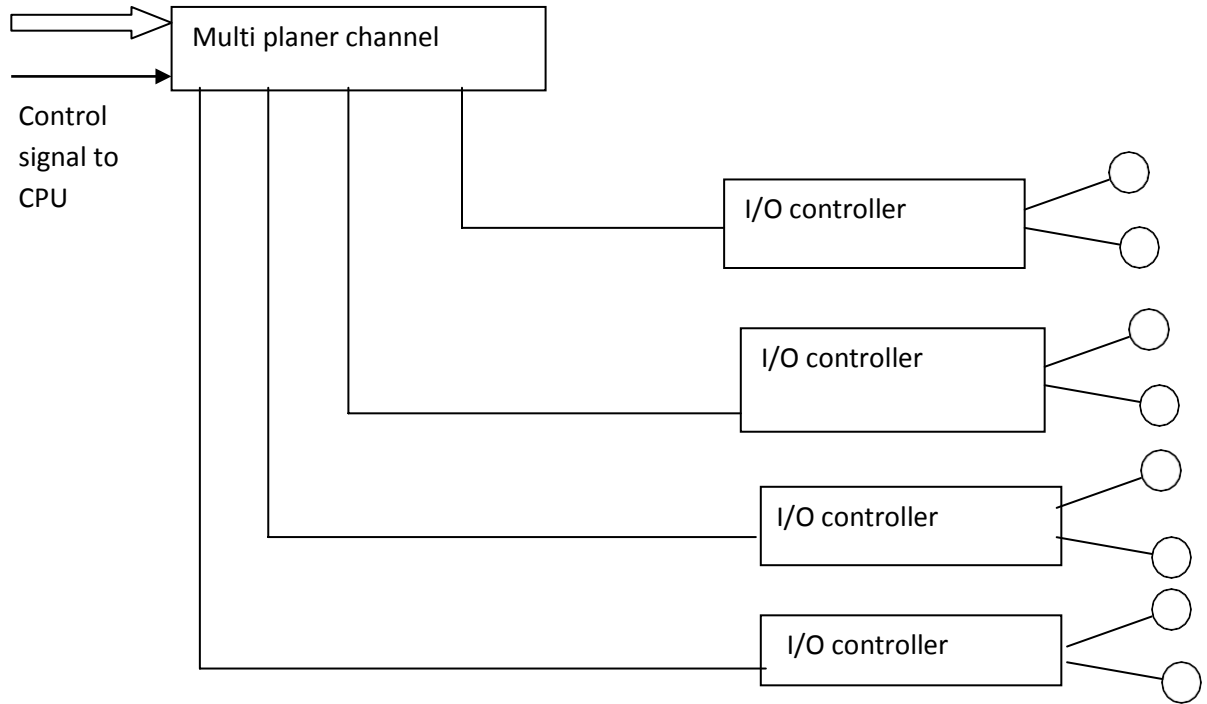 Multi planer channel
Control
signal to
CPU
I/O controller
I/O controller
I/O controller
I/O controller